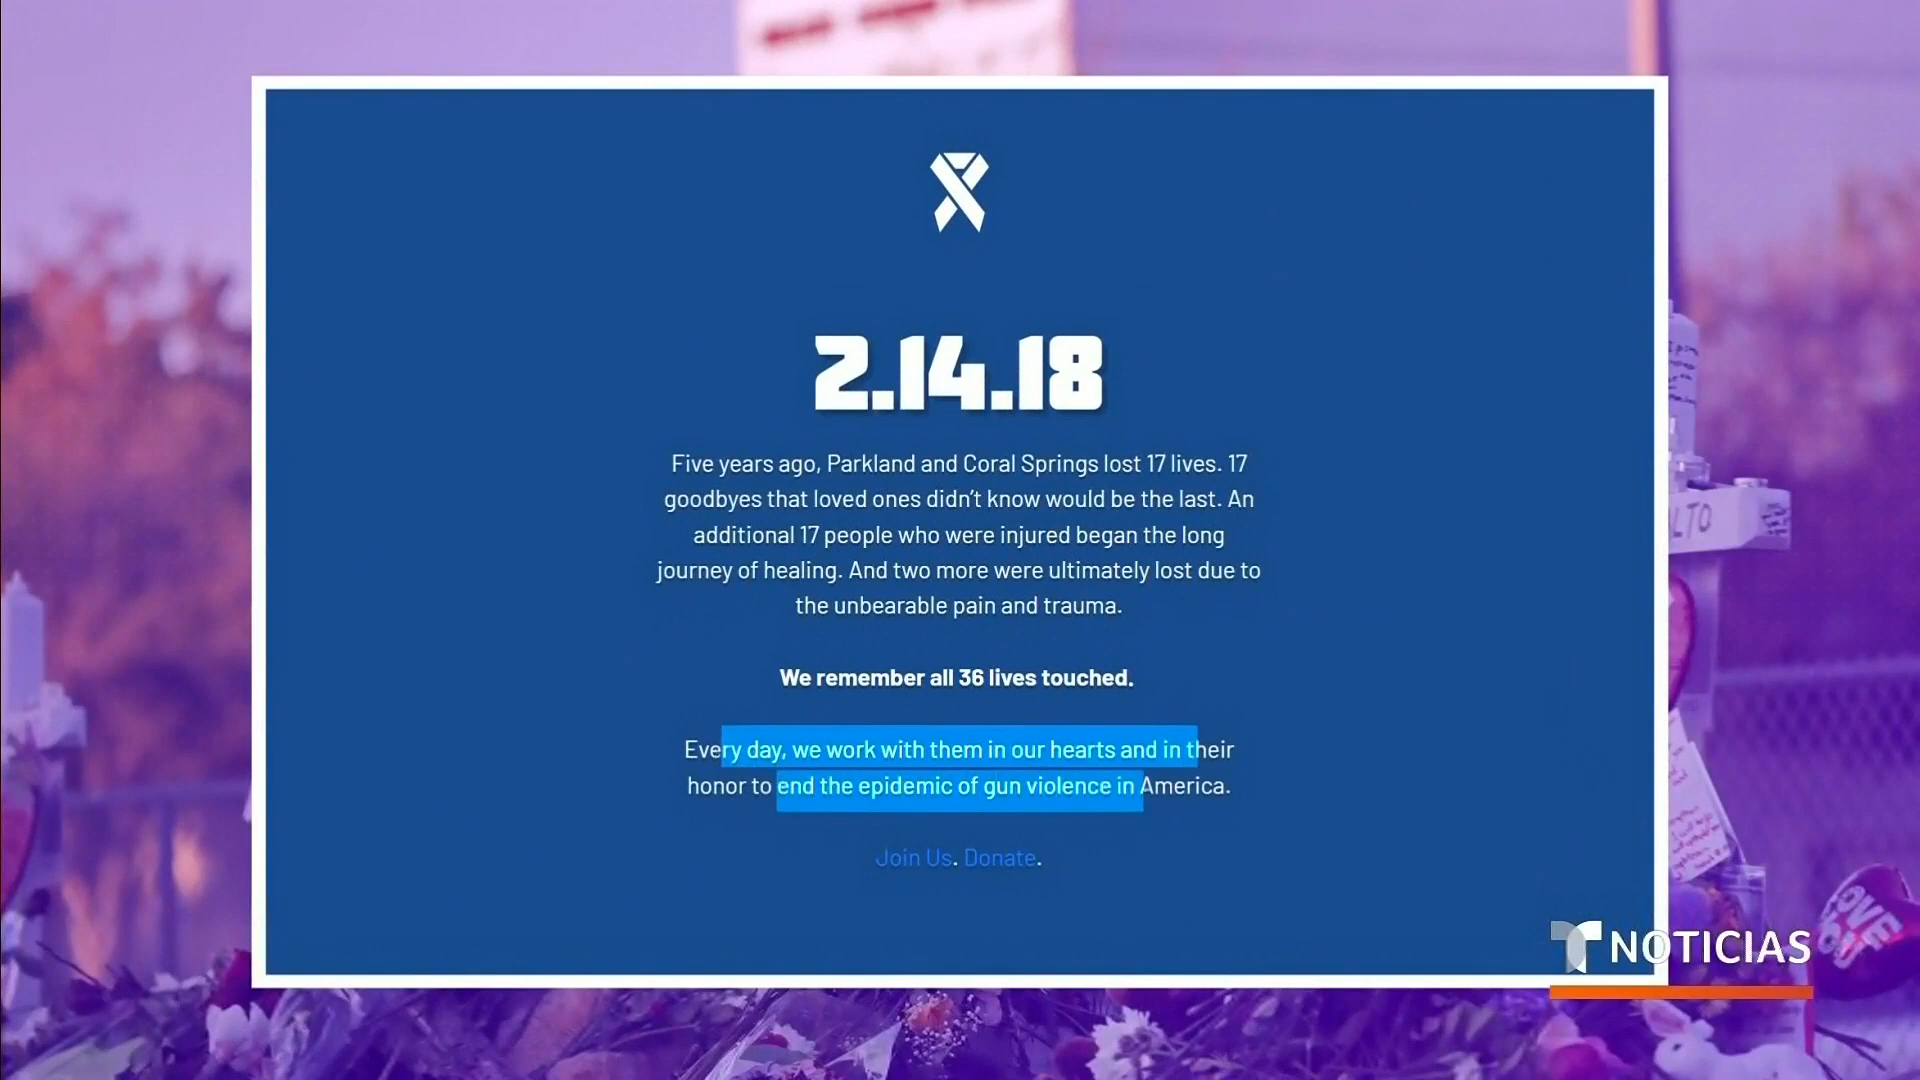 2.14.18
Five years ago, Parkland and Coral Springs lost 17 lives. 17
goodbyes that loved ones didn't know would be the last. An
additional 17 people who were injured began the long
journey of healing. And two more were ultimately lost due to
the unbearable pain and trauma.
We remember all 36 lives touched.
Every day, we work with them in our hearts and in their
honor to end the epidemic of gun violence in America.
Join Us. Donate.
NOTICIAS
LTO
LOVE